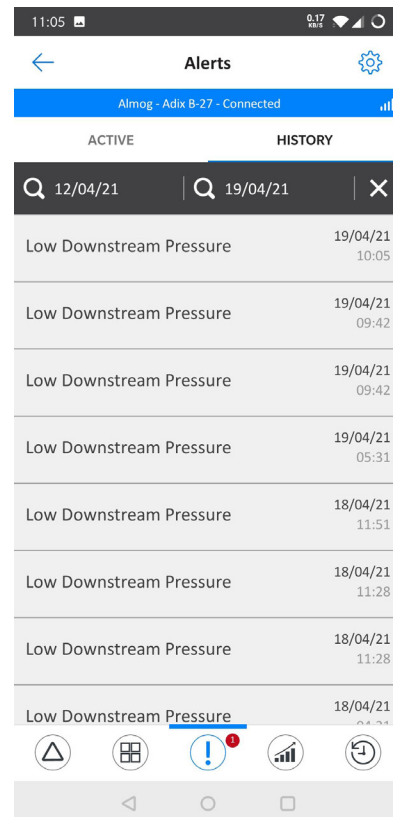 11:05
0.17
KB/S
Alerts
Almog - Adix B-27 - Connected
ACTIVE
HISTORY
12/04/21
19/04/21
Low Downstream Pressure
19/04/21
10:05
Low Downstream Pressure
19/04/21
09:42
Low Downstream Pressure
19/04/21
09:42
Low Downstream Pressure
19/04/21
05:31
Low Downstream Pressure
18/04/21
11:51
Low Downstream Pressure
18/04/21
11:28
Low Downstream Pressure
18/04/21
11:28
Low Downstream Pressure
18/04/21
1